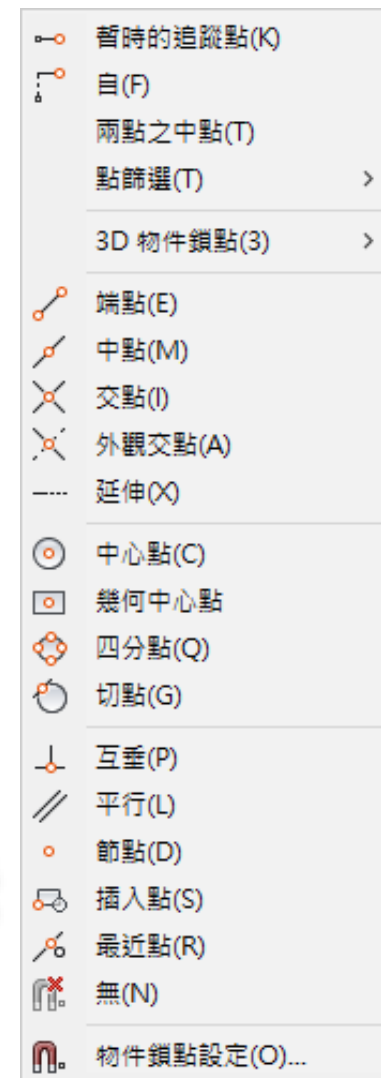 暫時的追蹤點(K)
自(F)
兩點之中點(T)
點篩選(T)
3D 物件鎖點(3)
端點(E)
中點(M)
交點(I)
外觀交點(A)
延伸(X)
中心點(C)
幾何中心點
四分點(Q)
切點(G)
互垂(P)
平行(L)
節點(D)
插入點(S)
最近點(R)
無(N)
物件鎖點設定(O)...